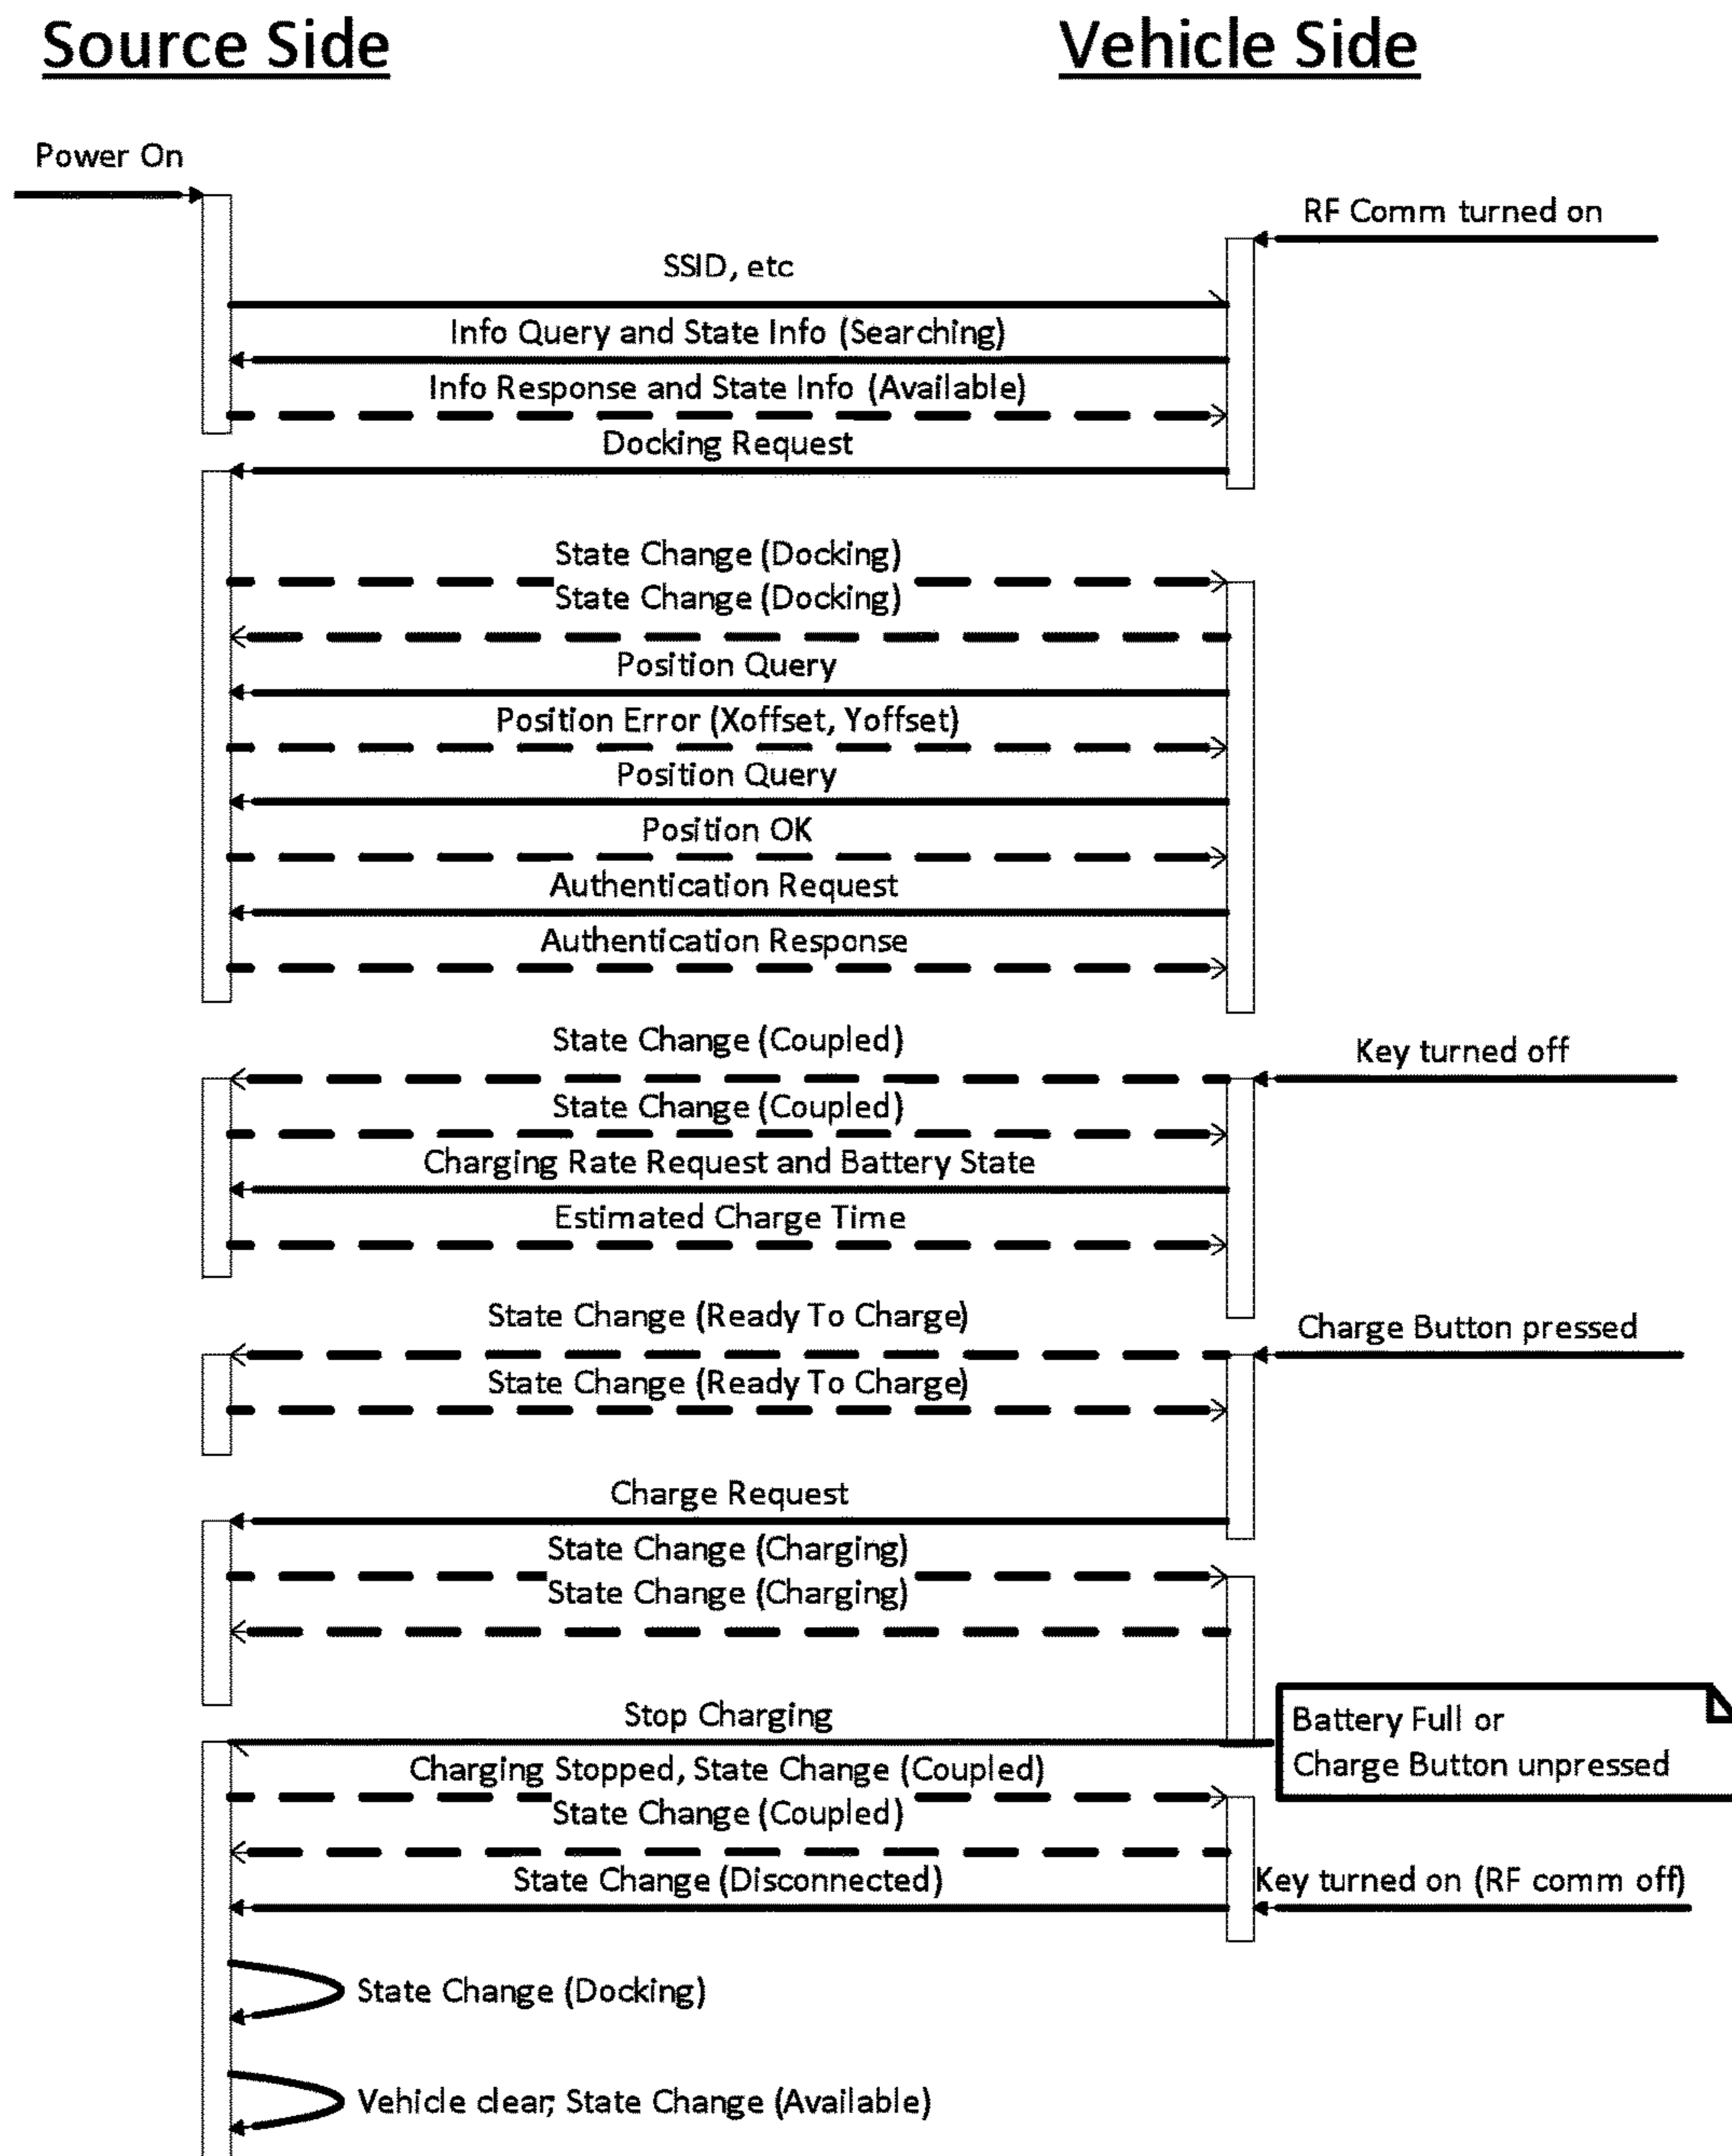 Source Side
Vehicle Side
Power On
RF Comm turned on
SSID, etc
Info Query and State Info (Searching)
Info Response and State Info (Available)
Docking Request
State Change (Docking)
State Change (Docking)
Position Query
Position Error (Xoffset, Yoffset)
Position Query
Position OK
Authentication Request
Authentication Response
State Change (Coupled)
Key turned off
State Change (Coupled)
Charging Rate Request and Battery State
Estimated Charge Time
State Change (Ready To Charge)
Charge Button pressed
State Change (Ready To Charge)
Charge Request
State Change (Charging)
State Change (Charging)
Stop Charging
Battery Full or
Charge Button unpressed
Charging Stopped, State Change (Coupled)
State Change (Coupled)
State Change (Disconnected)
Key turned on (RF comm off)
State Change (Docking)
Vehicle clear; State Change (Available)